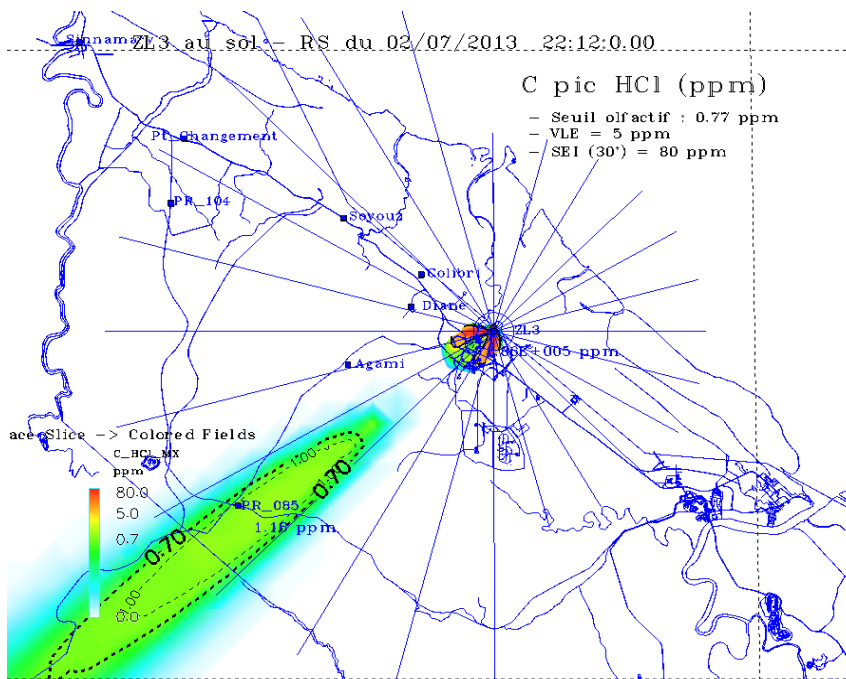 Sinnamary
ZL3 au sol - RS du 02/07/2013 22:12:0.00
C pic HCl (ppm)
- Seuil olfactif : 0.77 ppm
- VLE = 5 ppm
- SEI (30') = 80 ppm
Pt_Changement
PR_104
Soyouz
Colibri
Diane
ZL3
E+005 ppm
Agami
ace Slice -> Colored Fields
C_HCl_MX
ppm
80.0
5.0
0.7
0.0
1.00
0.70
PR_085
1.16 ppm
0.70
1.00